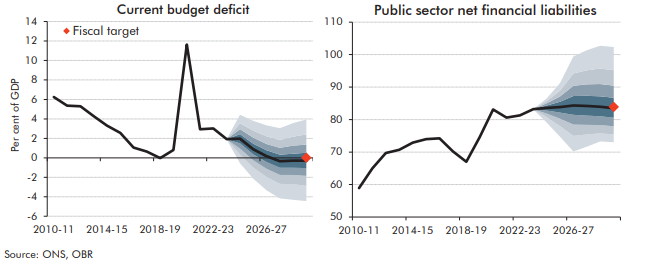 Current budget deficit
Public sector net financial liabilities
Per cent of GDP
14
12
10
8
6
4
2
0
-2
-4
-6
Fiscal target
2010-11 2014-15 2018-19 2022-23 2026-27
110
100
90
80
70
60
50
2010-11 2014-15 2018-19 2022-23 2026-27
Source: ONS, OBR